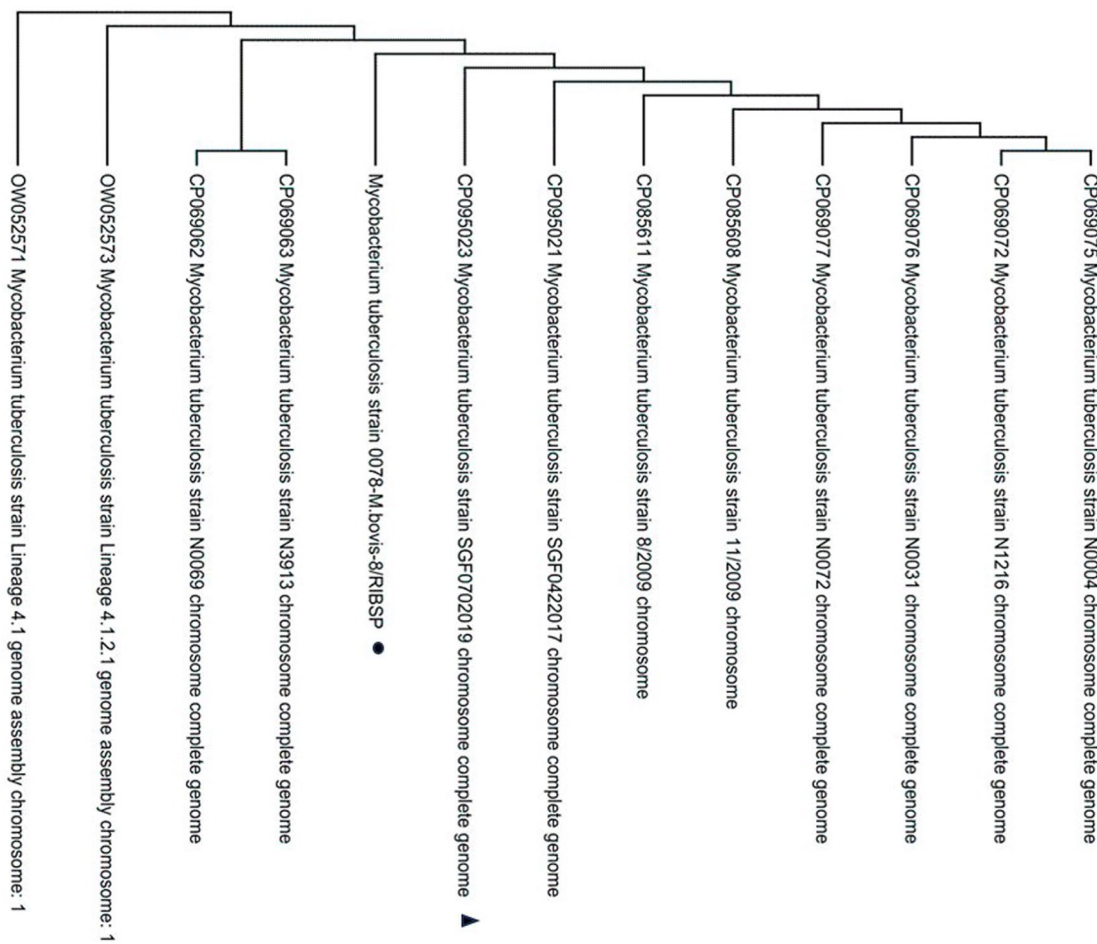 CP069075 Mycobacterium tuberculosis strain N0004 chromosome complete genome
CP069072 Mycobacterium tuberculosis strain N1216 chromosome complete genome
CP069076 Mycobacterium tuberculosis strain N0031 chromosome complete genome
CP069077 Mycobacterium tuberculosis strain N0072 chromosome complete genome
CP085608 Mycobacterium tuberculosis strain 11/2009 chromosome
CP085611 Mycobacterium tuberculosis strain 8/2009 chromosome
CP095021 Mycobacterium tuberculosis strain SGF0422017 chromosome complete genome
CP095023 Mycobacterium tuberculosis strain SGF0702019 chromosome complete genome
Mycobacterium tuberculosis strain 0078-M.bovis-8/RIBSP
CP069063 Mycobacterium tuberculosis strain N3913 chromosome complete genome
CP069062 Mycobacterium tuberculosis strain N0069 chromosome complete genome
OW052573 Mycobacterium tuberculosis strain Lineage 4.1.2.1 genome assembly chromosome: 1
OW052571 Mycobacterium tuberculosis strain Lineage 4.1 genome assembly chromosome: 1